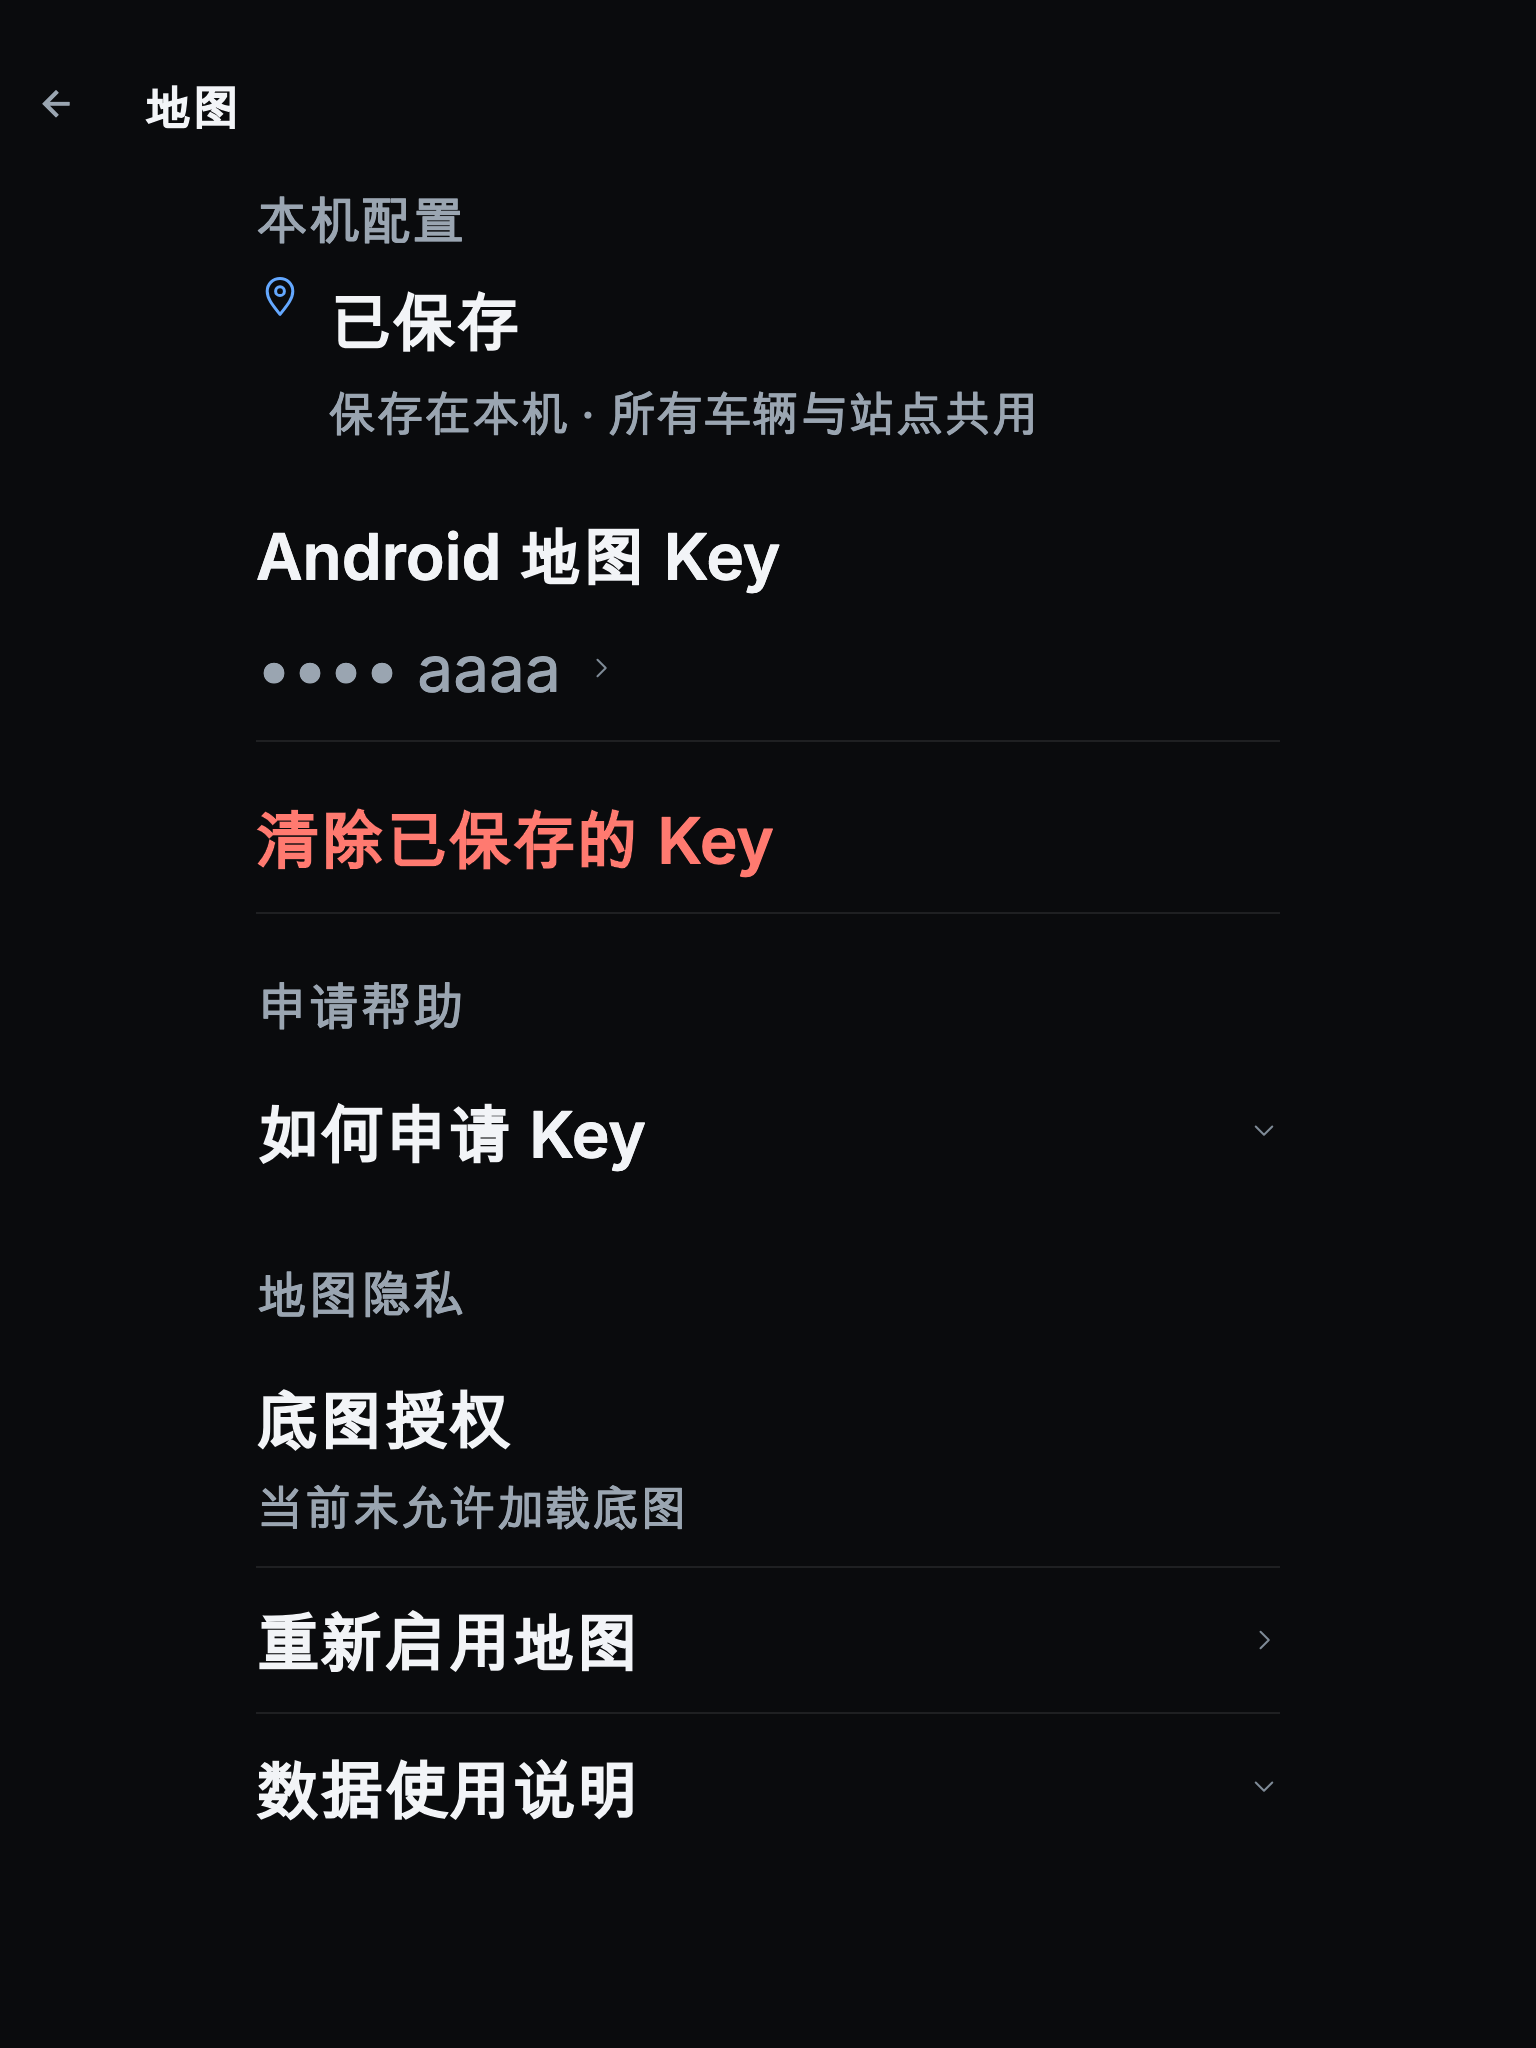 地图
本机配置
已保存
保存在本机 · 所有车辆与站点共用
Android 地图 Key
•••• aaaa
清除已保存的 Key
申请帮助
如何申请 Key
地图隐私
底图授权
当前未允许加载底图
重新启用地图
数据使用说明